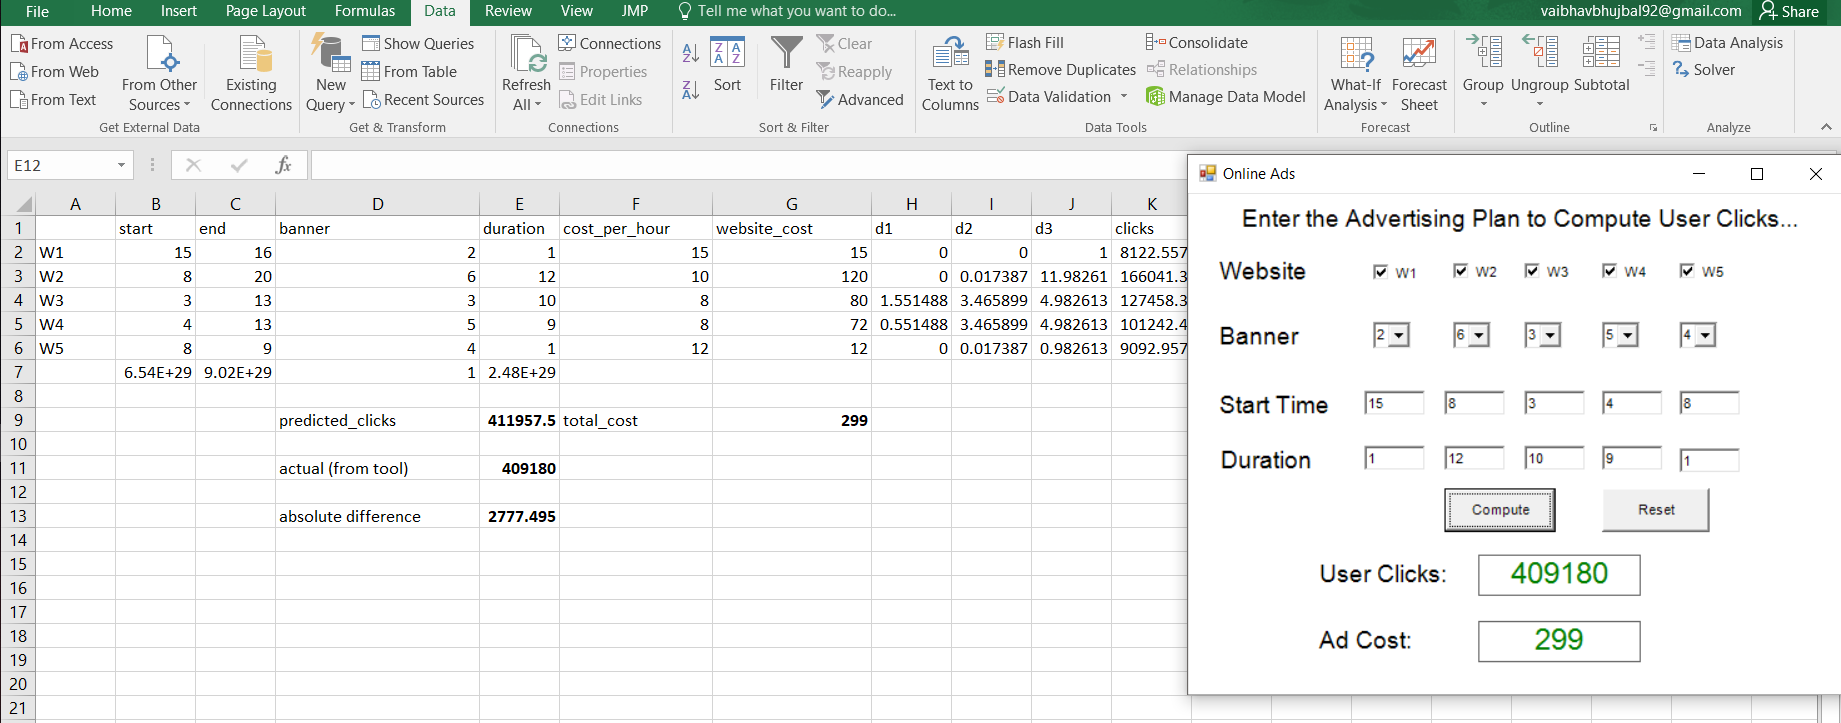 File Home Insert Page Layout Formulas Data Review View JMP Tell me what you want to do... vaibhavbhujbal92@gmail.com Share
From Access
From Web
From Text
From Other Sources
Existing Connections
Get External Data
New Query
Show Queries
From Table
Recent Sources
Get & Transform
Refresh All
Connections
Properties
Edit Links
Connections
Sort
Filter
Clear
Reapply
Advanced
Sort & Filter
Text to Columns
Flash Fill
Remove Duplicates
Data Validation
Consolidate
Relationships
Manage Data Model
Data Tools
What-If Analysis
Forecast Sheet
Forecast
Group
Ungroup
Subtotal
Outline
Data Analysis
Solver
Analyze
E12 fx
A B C D E F G H I J K
1 start end banner duration cost_per_hour website_cost d1 d2 d3 clicks
2 W1 15 16 2 1 15 15 0 0 1 8122.557
3 W2 8 20 6 12 10 120 0 0.017387 11.98261 166041.3
4 W3 3 13 3 10 8 80 1.551488 3.465899 4.982613 127458.3
5 W4 4 13 5 9 8 72 0.551488 3.465899 4.982613 101242.4
6 W5 8 9 4 1 12 12 0 0.017387 0.982613 9092.957
7 6.54E+29 9.02E+29 1 2.48E+29
8
9 predicted_clicks 411957.5 total_cost 299
10
11 actual (from tool) 409180
12
13 absolute difference 2777.495
14
15
16
17
18
19
20
21
Online Ads
Enter the Advertising Plan to Compute User Clicks...
Website W1 W2 W3 W4 W5
Banner 2 6 3 5 4
Start Time 15 8 3 4 8
Duration 1 12 10 9 1
Compute Reset
User Clicks: 409180
Ad Cost: 299